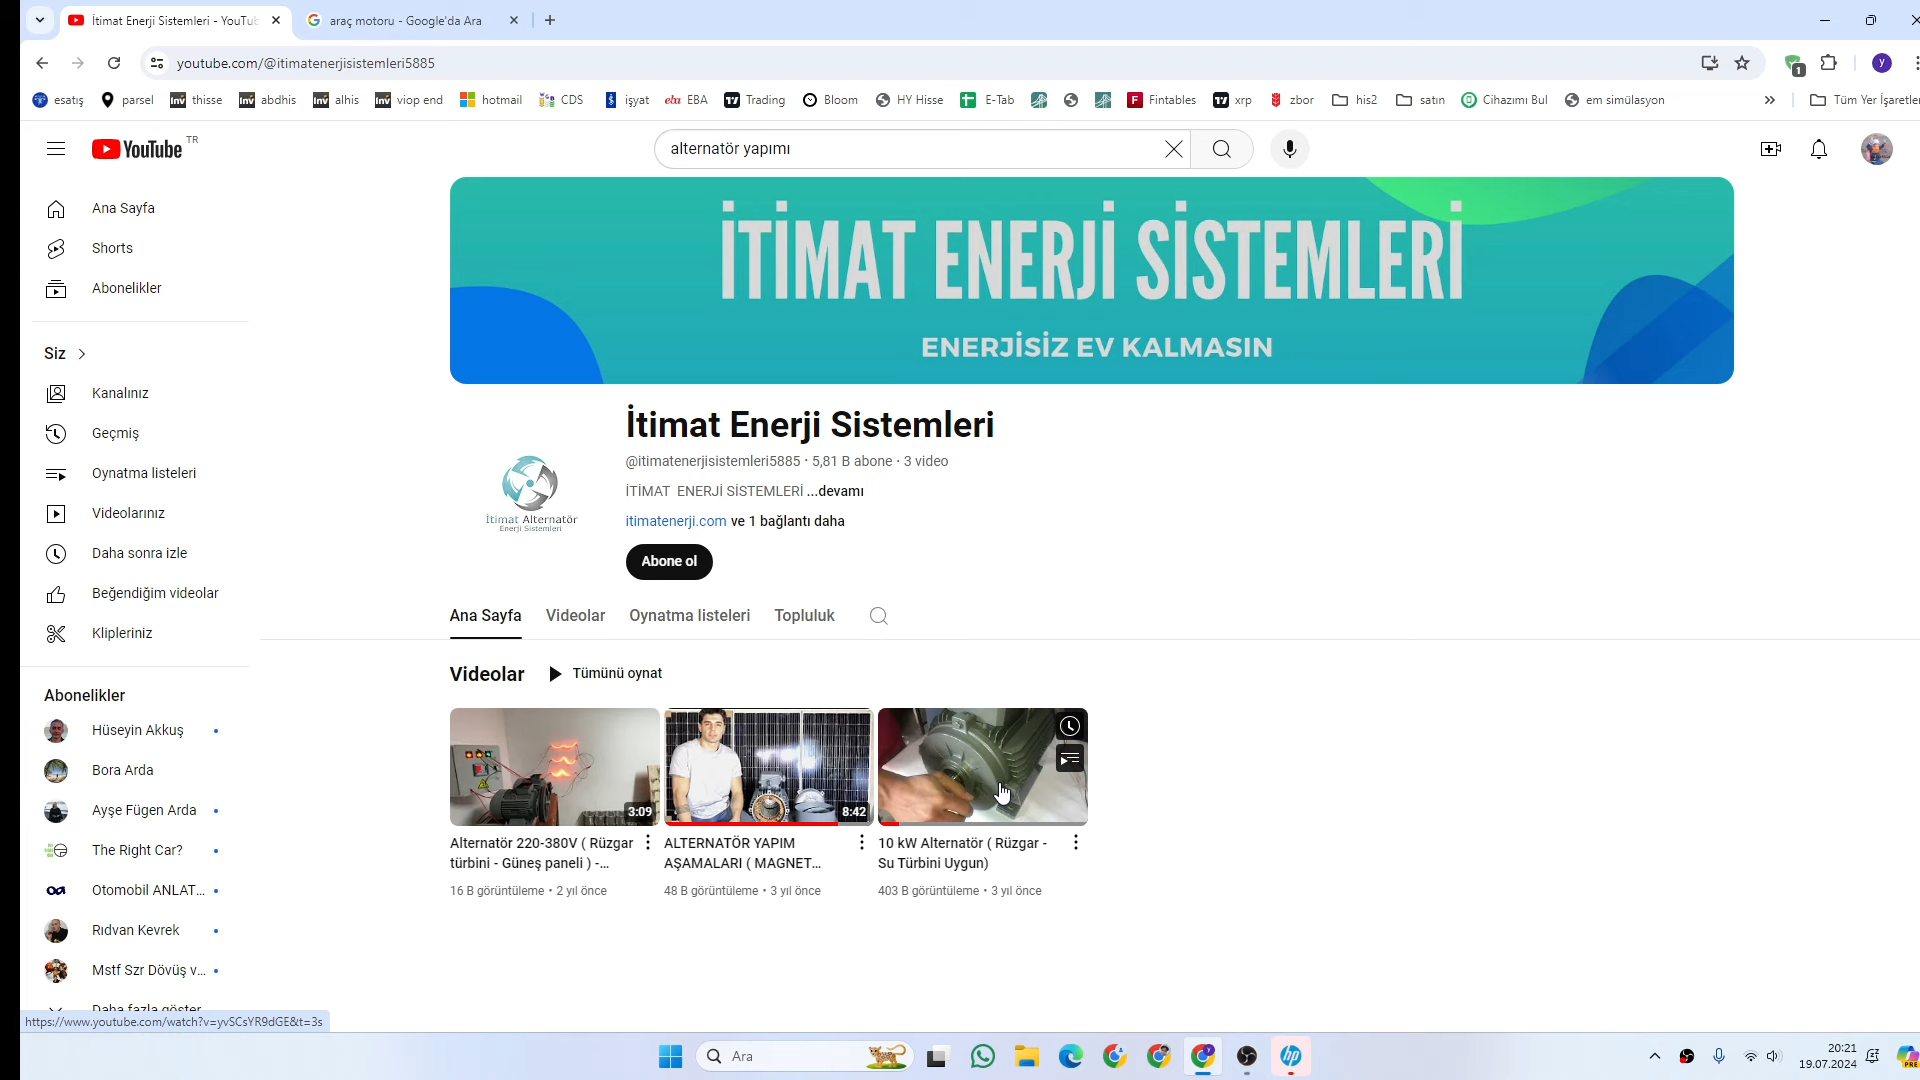 İtimat Enerji Sistemleri - YouTu
araç motoru - Google'da Ara
youtube.com/@itimatenerjisistemleri5885
1
y
esatış
parsel
thisse
abdhis
alhis
viop end
hotmail
CDS
işyat
EBA
Trading
Bloom
HY Hisse
E-Tab
Fintables
xrp
zbor
his2
satın
Cihazımı Bul
em simülasyon
Tüm Yer İşaretle
YouTube TR
alternatör yapımı
Ana Sayfa
Shorts
Abonelikler
Siz
Kanalınız
Geçmiş
Oynatma listeleri
Videolarınız
Daha sonra izle
Beğendiğim videolar
Klipleriniz
Abonelikler
Hüseyin Akkuş
Bora Arda
Ayşe Fügen Arda
The Right Car?
Otomobil ANLAT...
Rıdvan Kevrek
Mstf Szr Dövüş v...
Daha fazla göster
İTİMAT ENERJİ SİSTEMLERİ
ENERJİSİZ EV KALMASIN
İtimat Alternatör
Enerji Sistemleri
İtimat Enerji Sistemleri
@itimatenerjisistemleri5885 · 5,81 B abone · 3 video
İTİMAT ENERJİ SİSTEMLERİ ...devamı
itimatenerji.com ve 1 bağlantı daha
Abone ol
Ana Sayfa
Videolar
Oynatma listeleri
Topluluk
Videolar
Tümünü oynat
3:09
Alternatör 220-380V ( Rüzgar
türbini - Güneş paneli ) -...
16 B görüntüleme · 2 yıl önce
8:42
ALTERNATÖR YAPIM
AŞAMALARI ( MAGNET...
48 B görüntüleme · 3 yıl önce
10 kW Alternatör ( Rüzgar -
Su Türbini Uygun)
403 B görüntüleme · 3 yıl önce
https://www.youtube.com/watch?v=yvSCsYR9dGE&t=3s
Ara
20:21
19.07.2024
PRE